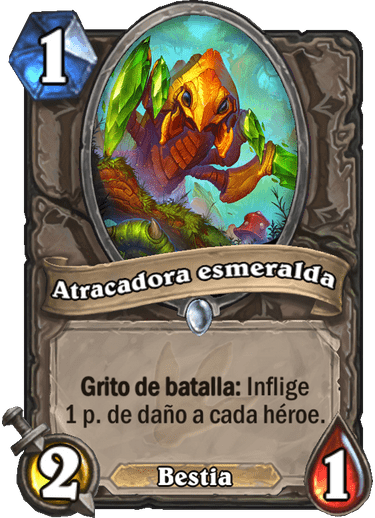 1
Atracadora esmeralda
Grito de batalla: Inflige
1 p. de daño a cada héroe.
2
Bestia
1